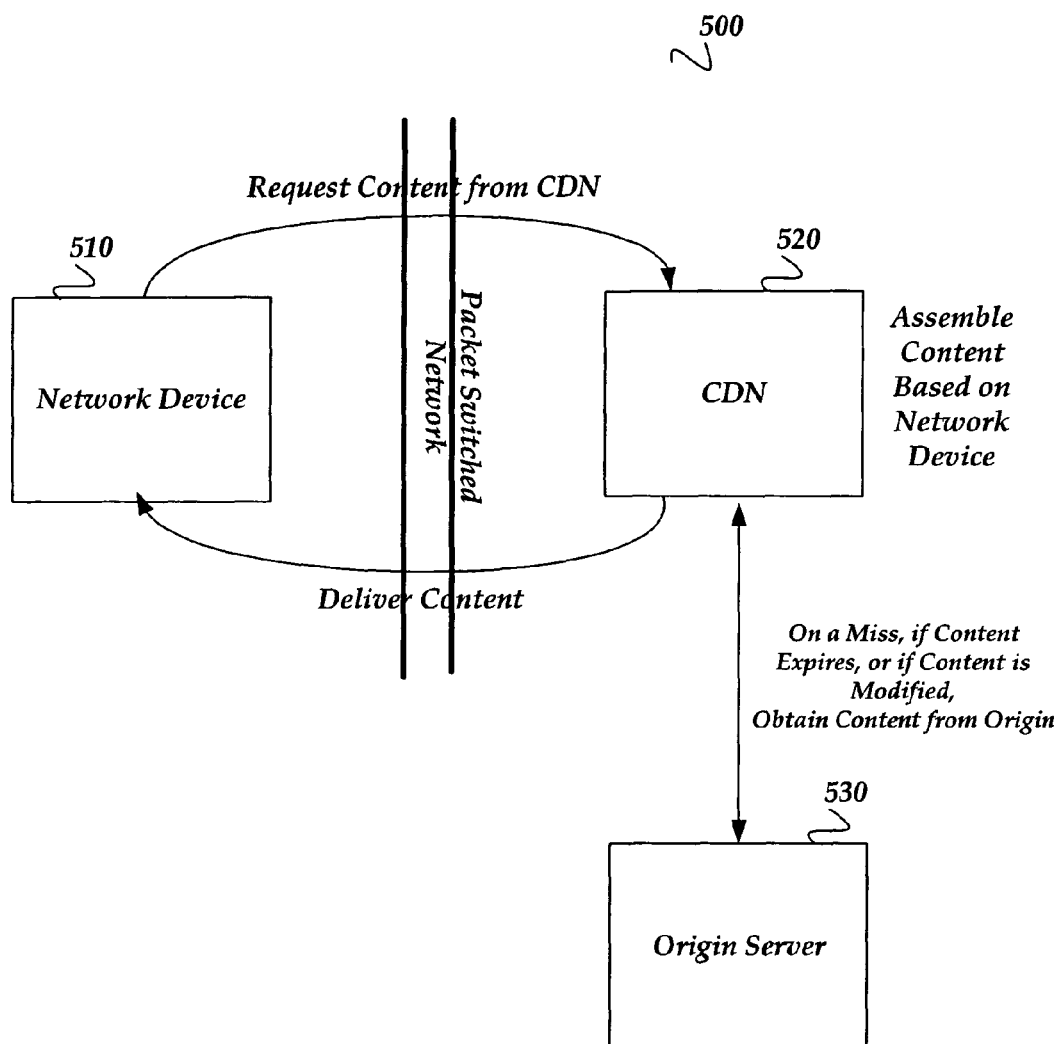 500
Request Content from CDN
510
520
Network Device
Packet Switched
Network
CDN
Assemble
Content
Based on
Network
Device
Deliver Content
On a Miss, if Content
Expires, or if Content is
Modified,
Obtain Content from Origin
530
Origin Server